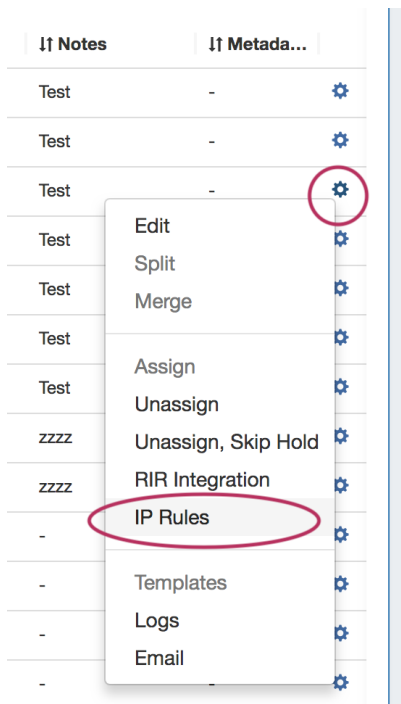 ↓↑ Notes ↓↑ Metada...
Test -
Test -
Test -
Test
Test
Test
Test
zzzz
zzzz
-
-
-
- -
Edit
Split
Merge
Assign
Unassign
Unassign, Skip Hold
RIR Integration
IP Rules
Templates
Logs
Email